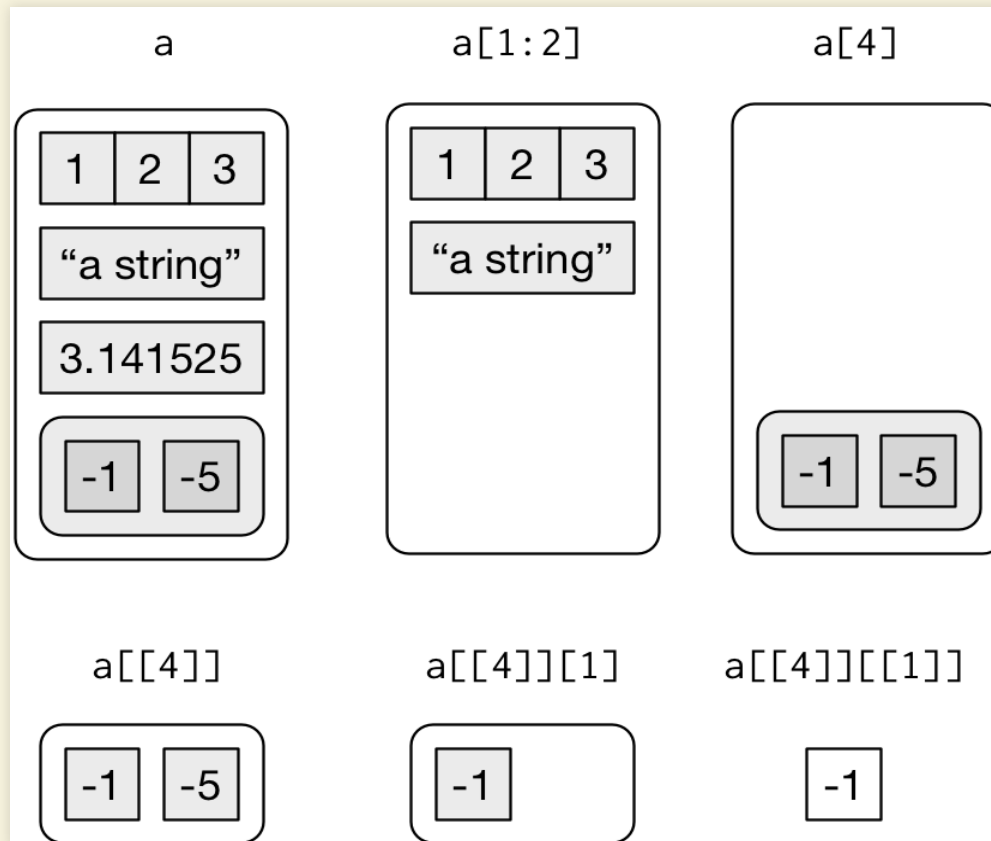 a a[1:2] a[4]
1 2 3 1 2 3
“a string” “a string”
3.141525
-1 -5 -1 -5
a[[4]] a[[4]][1] a[[4]][[1]]
-1 -5 -1 -1